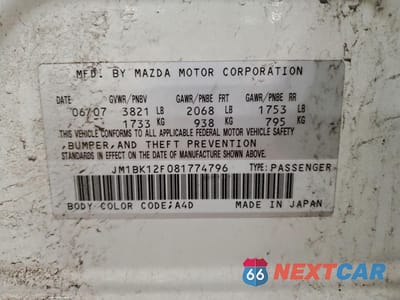 MFD. BY MAZDA MOTOR CORPORATION
GVWR/PNBV GAWR/PNBE FRT GAWR/PNBE RR
06/07 3821 LB 2068 LB 1753 LB
1733 KG 938 KG 795 KG
THIS VEHICLE CONFORMS TO ALL APPLICABLE FEDERAL MOTOR VEHICLE SAFETY,
BUMPER, AND THEFT PREVENTION
STANDARDS IN EFFECT ON THE DATE OF MANUFACTURE SHOWN ABOVE.
JM1BK12F081774796 TYPE:PASSENGER
BODY COLOR CODE;A4D MADE IN JAPAN
66 NEXTCAR